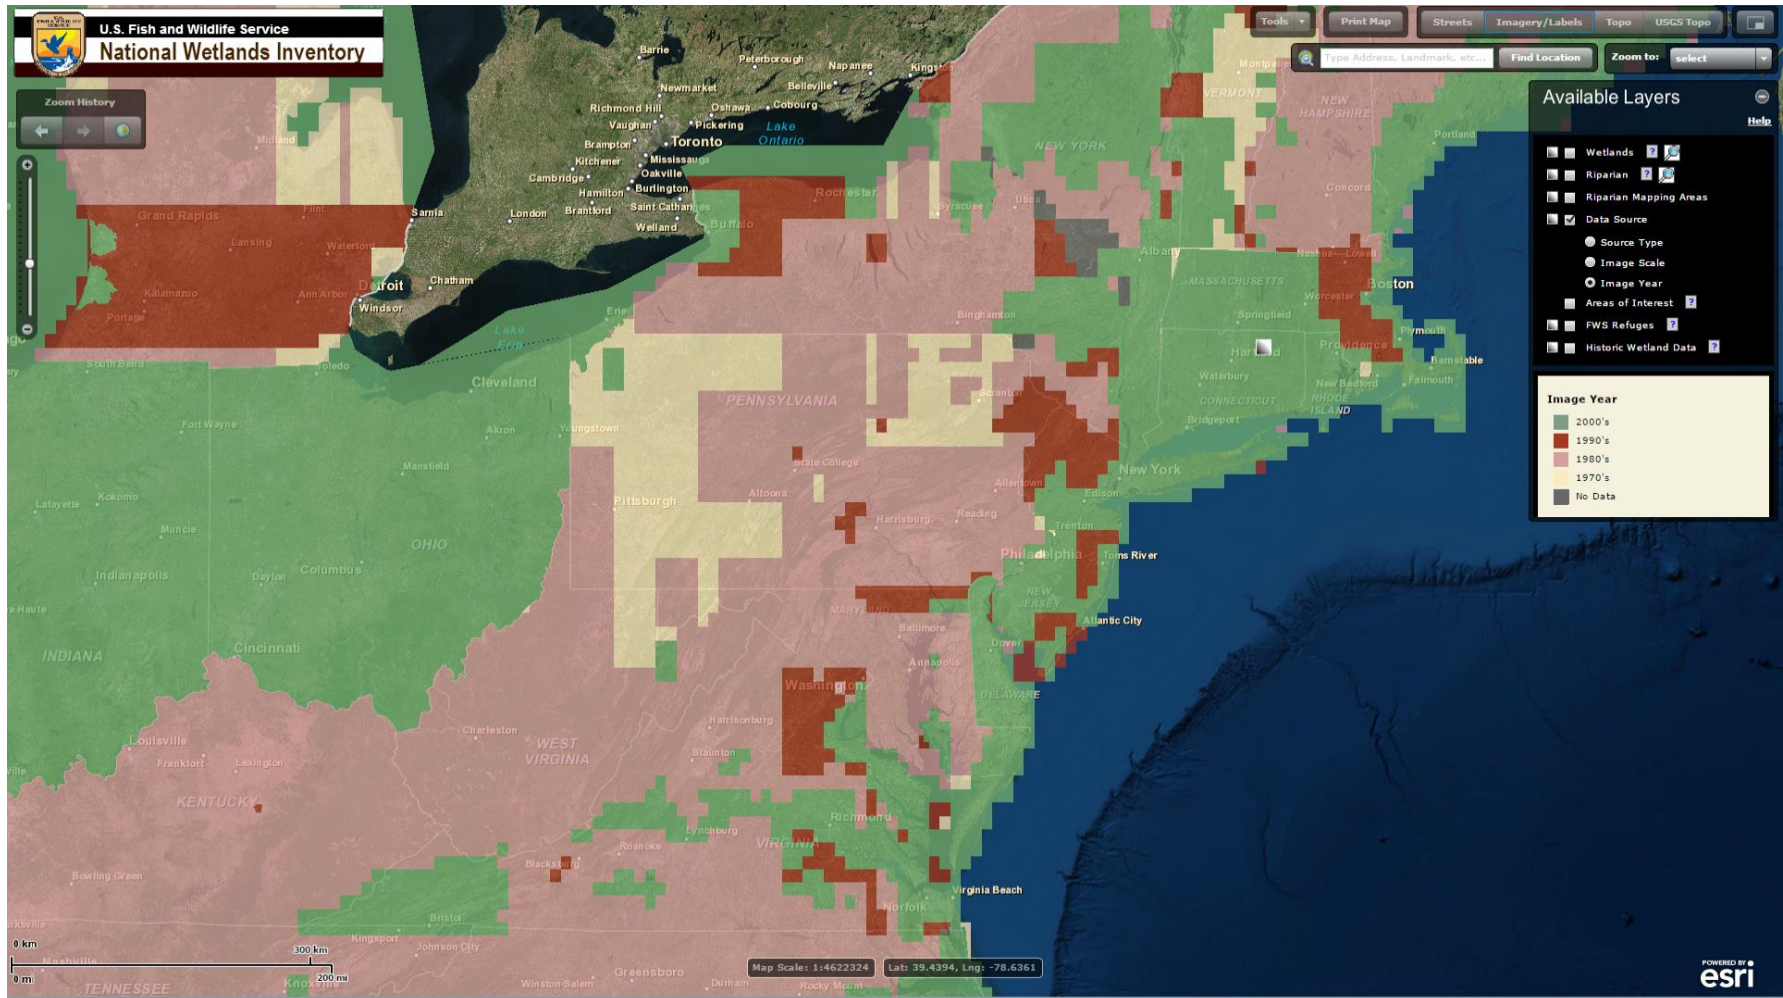 U.S. Fish and Wildlife Service
National Wetlands Inventory
Zoom History
Tools
Print Map
Streets
Imagery/Labels
Topo
USGS Topo
Type Address, Landmark, etc...
Find Location
Zoom to:
select
Available Layers
Help
Wetlands ?
Riparian ?
Riparian Mapping Areas
Data Source
Source Type
Image Scale
Image Year
Areas of Interest ?
FWS Refuges ?
Historic Wetland Data ?
Image Year
2000's
1990's
1980's
1970's
No Data
Barrie
Peterborough
Napanee
Kingston
Belleville
Newmarket
Richmond Hill
Oshawa
Cobourg
Vaughan
Pickering
Lake
Ontario
Brampton
Toronto
Kitchener
Mississauga
Cambridge
Oakville
Hamilton
Burlington
Brantford
Saint Catharines
London
Welland
Sarnia
Chatham
Windsor
Detroit
Midland
Grand Rapids
Flint
Lansing
Waterford
Kalamazoo
Ann Arbor
Portage
South Bend
Toledo
Lake
Erie
Erie
Buffalo
Rochester
Syracuse
Utica
NEW YORK
Albany
Binghamton
Montpelier
VERMONT
NEW
HAMPSHIRE
Portland
Concord
Nashua
Lowell
MASSACHUSETTS
Boston
Worcester
Springfield
Plymouth
Hartford
Providence
Barnstable
Waterbury
New Bedford
Falmouth
CONNECTICUT
RHODE
ISLAND
Bridgeport
Cleveland
Akron
Youngstown
PENNSYLVANIA
Scranton
Fort Wayne
Mansfield
Lafayette
Kokomo
Muncie
OHIO
Indianapolis
Dayton
Columbus
State College
Pittsburgh
Altoona
Allentown
New York
Edison
Harrisburg
Reading
Trenton
Philadelphia
Toms River
NEW
JERSEY
MARYLAND
Baltimore
Atlantic City
Dover
Annapolis
Washington
DELAWARE
INDIANA
Cincinnati
Louisville
Frankfort
Lexington
KENTUCKY
Charleston
WEST
VIRGINIA
Harrisonburg
Staunton
Richmond
Lynchburg
VIRGINIA
Roanoke
Blacksburg
Bowling Green
Virginia Beach
Norfolk
Bristol
Kingsport
Johnson City
Nashville
TENNESSEE
Knoxville
Winston-Salem
Greensboro
Durham
Rocky Mount
0 km
300 km
0 m
200 mi
Map Scale: 1:4622324
Lat: 39.4394, Lng: -78.6361
POWERED BY
esri